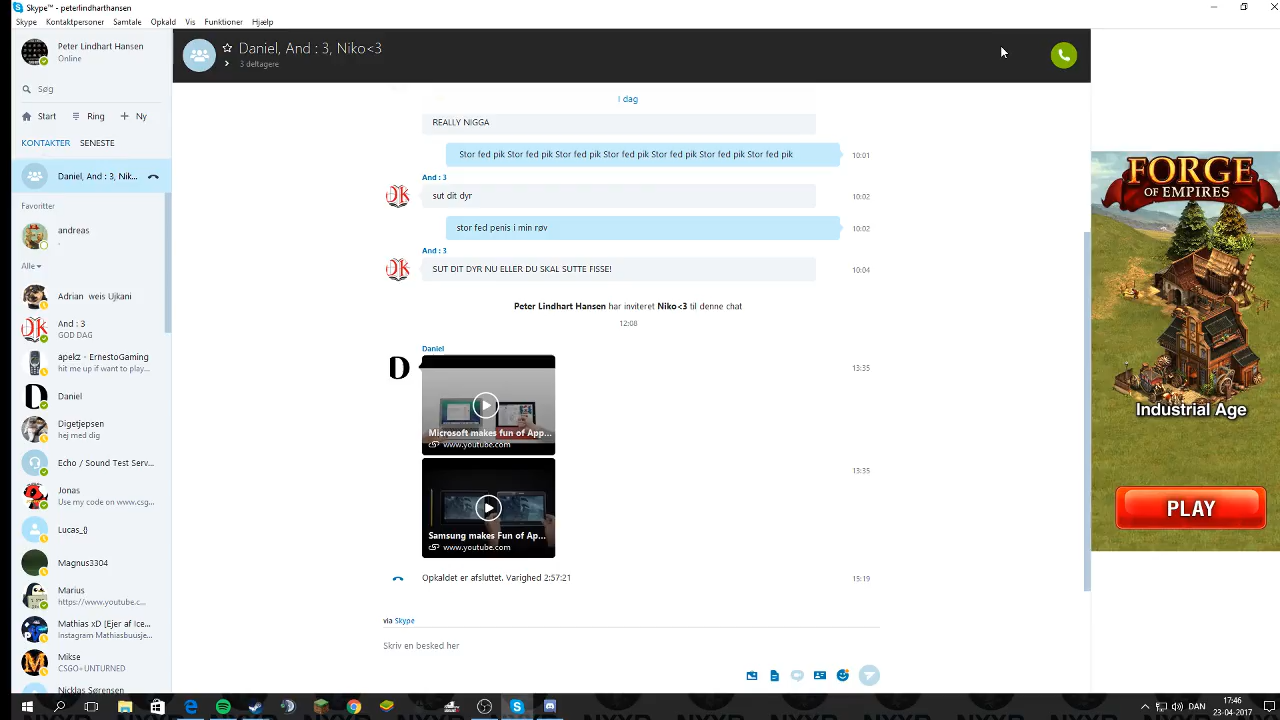 Skype™ - peterlindharthansen
Skype Kontaktpersoner Samtale Opkald Vis Funktioner Hjælp
Peter Lindhart Hansen
Online
Søg
Start Ring Ny
KONTAKTER SENESTE
Daniel, And : 3, Nik...
Favoritter
andreas
.
Alle
Adrian weis Ujkani
And : 3
GOD DAG
apekz - ErnestoGaming
hit me up if want to play...
Daniel
Digetjepsen
hej med dig
Echo / Sound Test Serv...
Jonas
Use my code on www.csg...
Lucas_{}
Magnus3304
Marius
https://www.youtube.c...
Mathias xD [Ejer af Ice...
Instagram Mathiasbuusje...
Mikse
CSGO+UNTURNED
Nicklas Sørensen
Daniel, And : 3, Niko<3
3 deltagere
I dag
REALLY NIGGA
Stor fed pik Stor fed pik Stor fed pik Stor fed pik Stor fed pik Stor fed pik Stor fed pik
10:01
And : 3
sut dit dyr
10:02
stor fed penis i min røv
10:02
And : 3
SUT DIT DYR NU ELLER DU SKAL SUTTE FISSE!
10:04
Peter Lindhart Hansen har inviteret Niko<3 til denne chat
12:08
Daniel
D
13:35
Microsoft makes fun of App...
www.youtube.com
13:35
Samsung makes Fun of Ap...
www.youtube.com
Opkaldet er afsluttet. Varighed 2:57:21
15:19
via Skype
Skriv en besked her
FORGE
OF EMPIRES
Industrial Age
PLAY
DAN
17:46
23-04-2017